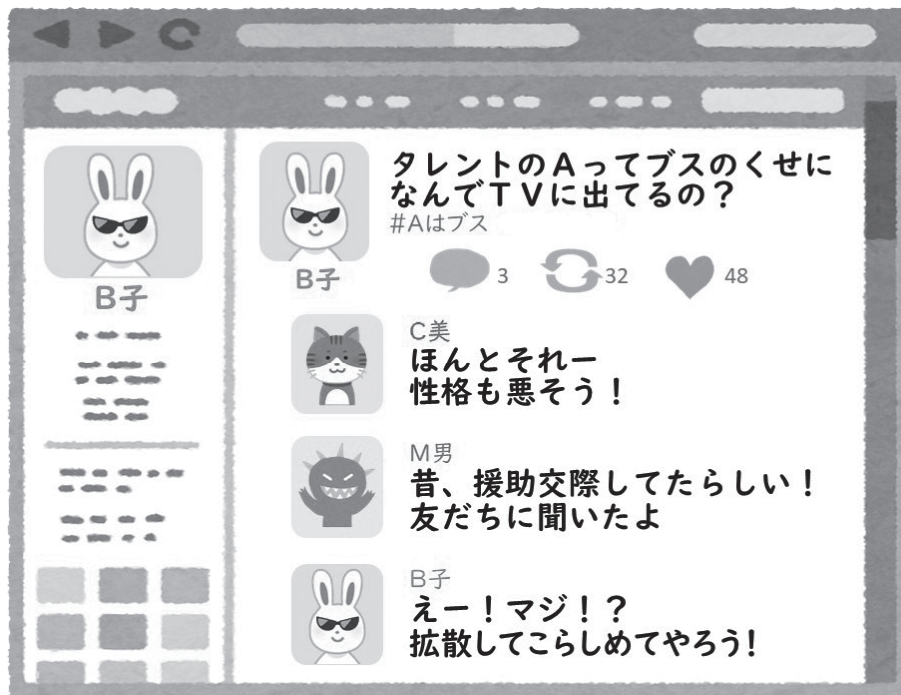 B子
タレントのAってブスのくせに
なんでTVに出てるの？
#Aはブス
B子
3
32
48
C美
ほんとそれー
性格も悪そう！
M男
昔、援助交際してたらしい！
友だちに聞いたよ
B子
えー！マジ！？
拡散してこらしめてやろう！